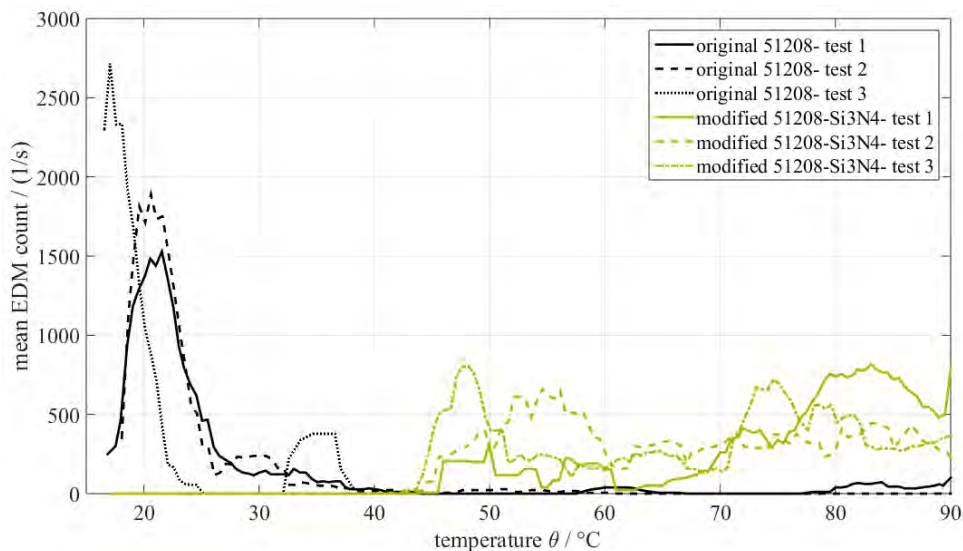 3000
2500
2000
1500
1000
500
0
mean EDM count / (1/s)
original 51208- test 1
original 51208- test 2
original 51208- test 3
modified 51208-Si3N4- test 1
modified 51208-Si3N4- test 2
modified 51208-Si3N4- test 3
20 30 40 50 60 70 80 90
temperature θ / °C